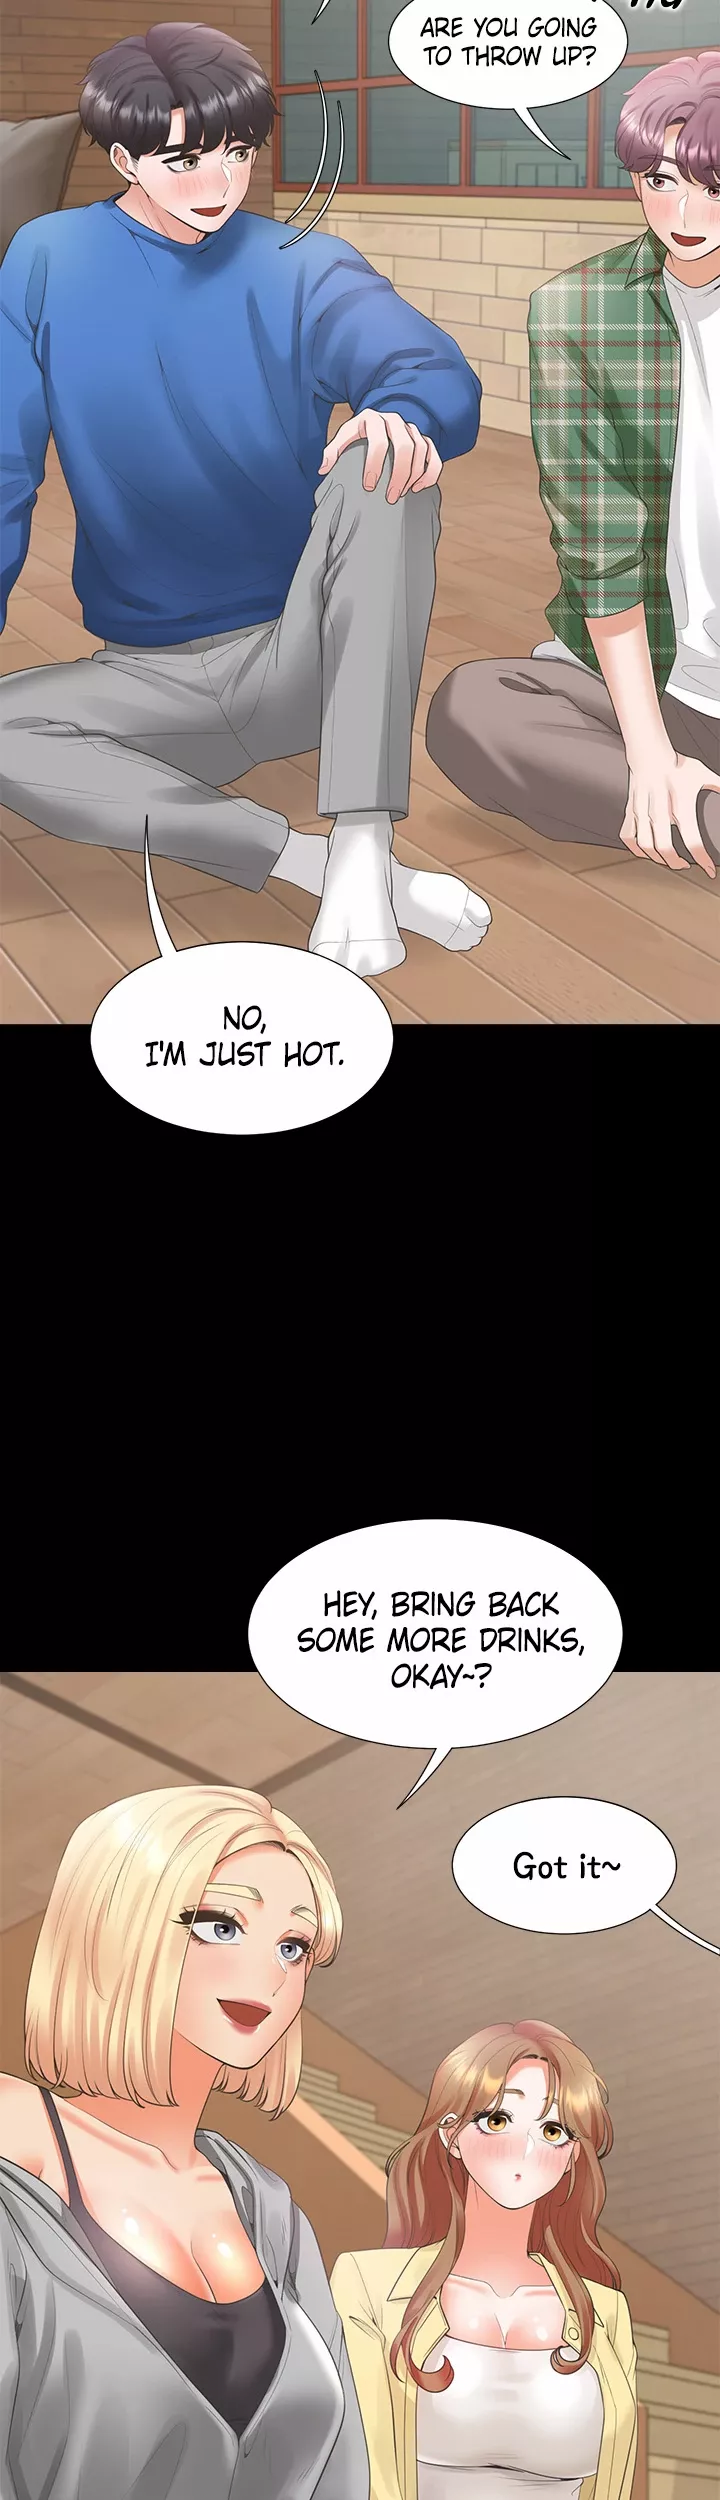 ARE YOU GOING
TO THROW UP?
NO,
I'M JUST HOT.
HEY, BRING BACK
SOME MORE DRINKS,
OKAY~?
Got it~